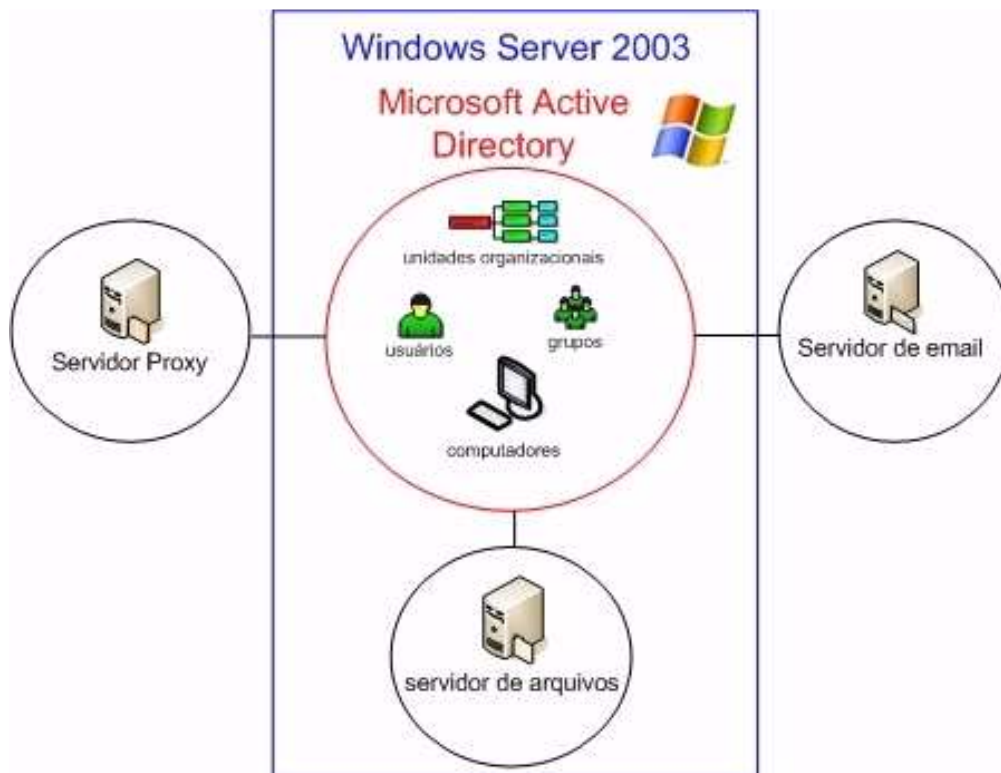 Windows Server 2003
Microsoft Active
Directory
unidades organizacionais
usuários
grupos
computadores
Servidor Proxy
Servidor de email
servidor de arquivos